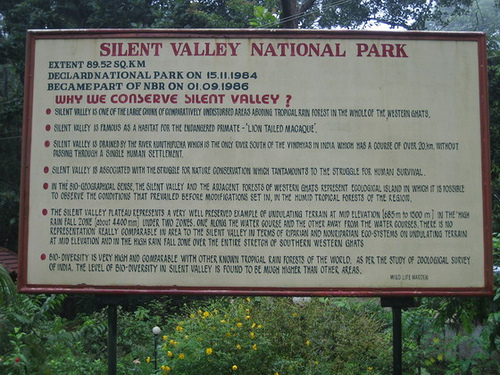 SILENT VALLEY NATIONAL PARK
EXTENT 89.52 SQ.KM
DECLARD NATIONAL PARK ON 15.11.1984
BECAME PART OF NBR ON 01.09.1986
WHY WE CONSERVE SILENT VALLEY ?
SILENT VALLEY IS ONE OF THE LARGE CHUNKS OF COMPARATIVELY UNDISTURBED AREAS ABODING TROPICAL RAIN FOREST IN THE WHOLE OF THE WESTERN GHATS.
SILENT VALLEY IS FAMOUS AS A HABITAT FOR THE ENDANGERED PRIMATE - "LION TAILED MACAQUE".
SILENT VALLEY IS DRAINED BY THE RIVER KUNTHIPUZHA WHICH IS THE ONLY RIVER SOUTH OF THE VINDHYAS IN INDIA WHICH HAS A COURSE OF OVER 20.km. WITHOUT
PASSING THROUGH A SINGLE HUMAN SETTLEMENT.
SILENT VALLEY IS ASSOCIATED WITH THE STRUGGLE FOR NATURE CONSERVATION WHICH TANTAMOUNTS TO THE STRUGGLE FOR HUMAN SURVIVAL.
IN THE BIO-GEOGRAPHICAL SENSE, THE SILENT VALLEY AND THE ADJACENT FORESTS OF WESTERN GHATS REPRESENT ECOLOGICAL ISLAND IN WHICH IT IS POSSIBLE
TO OBSERVE THE CONDITIONS THAT PREVAILED BEFORE MODIFICATIONS SET IN, IN THE HUMID TROPICAL FORESTS OF THE REGION.
THE SILENT VALLEY PLATEAU REPRESENTS A VERY WELL PRESERVED EXAMPLE OF UNDULATING TERRAIN AT MID ELEVATION [685 m TO 1300 m] IN THE HIGH
RAIN FALL ZONE (about 4400 mm) UNDER TWO ZONES. ONE ALONG THE WATER COURSE AND THE OTHER AWAY FROM THE WATER COURSES. THERE IS NO
REPRESENTATION REALLY COMPARABLE IN AREA TO THE SILENT VALLEY IN TERMS OF RIPARIAN AND NONRIPARIAN ECO-SYSTEMS ON UNDULATING TERRAIN
AT MID ELEVATION AND IN THE HIGH RAIN FALL ZONE OVER THE ENTIRE STRETCH OF SOUTHERN WESTERN GHATS
BIO-DIVERSITY IS VERY HIGH AND COMPARABLE WITH OTHER KNOWN TROPICAL RAIN FORESTS OF THE WORLD. AS PER THE STUDY OF ZOOLOGICAL SURVEY
OF INDIA, THE LEVEL OF BIO-DIVERSITY IN SILENT VALLEY IS FOUND TO BE MUCH HIGHER THAN OTHER AREAS.
WILD LIFE WARDEN